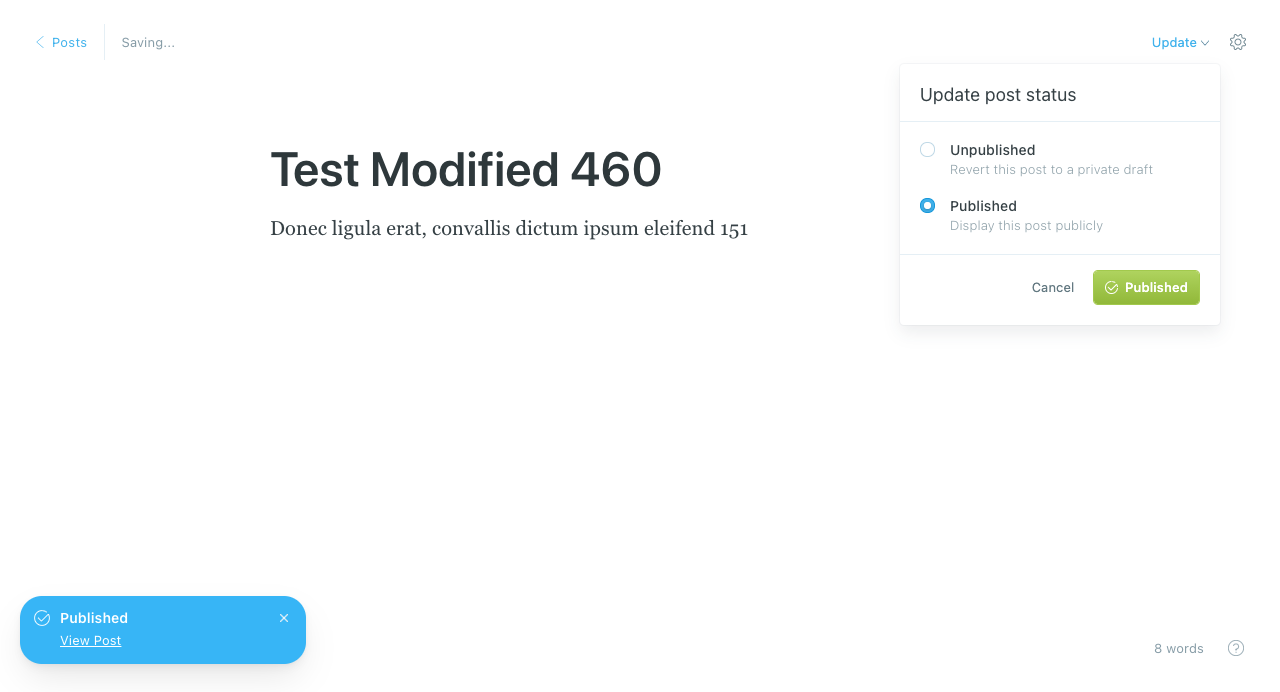 Posts
Saving...
Update
Update post status
Unpublished
Revert this post to a private draft
Published
Display this post publicly
Cancel
Published
Test Modified 460
Donec ligula erat, convallis dictum ipsum eleifend 151
Published
View Post
8 words
?